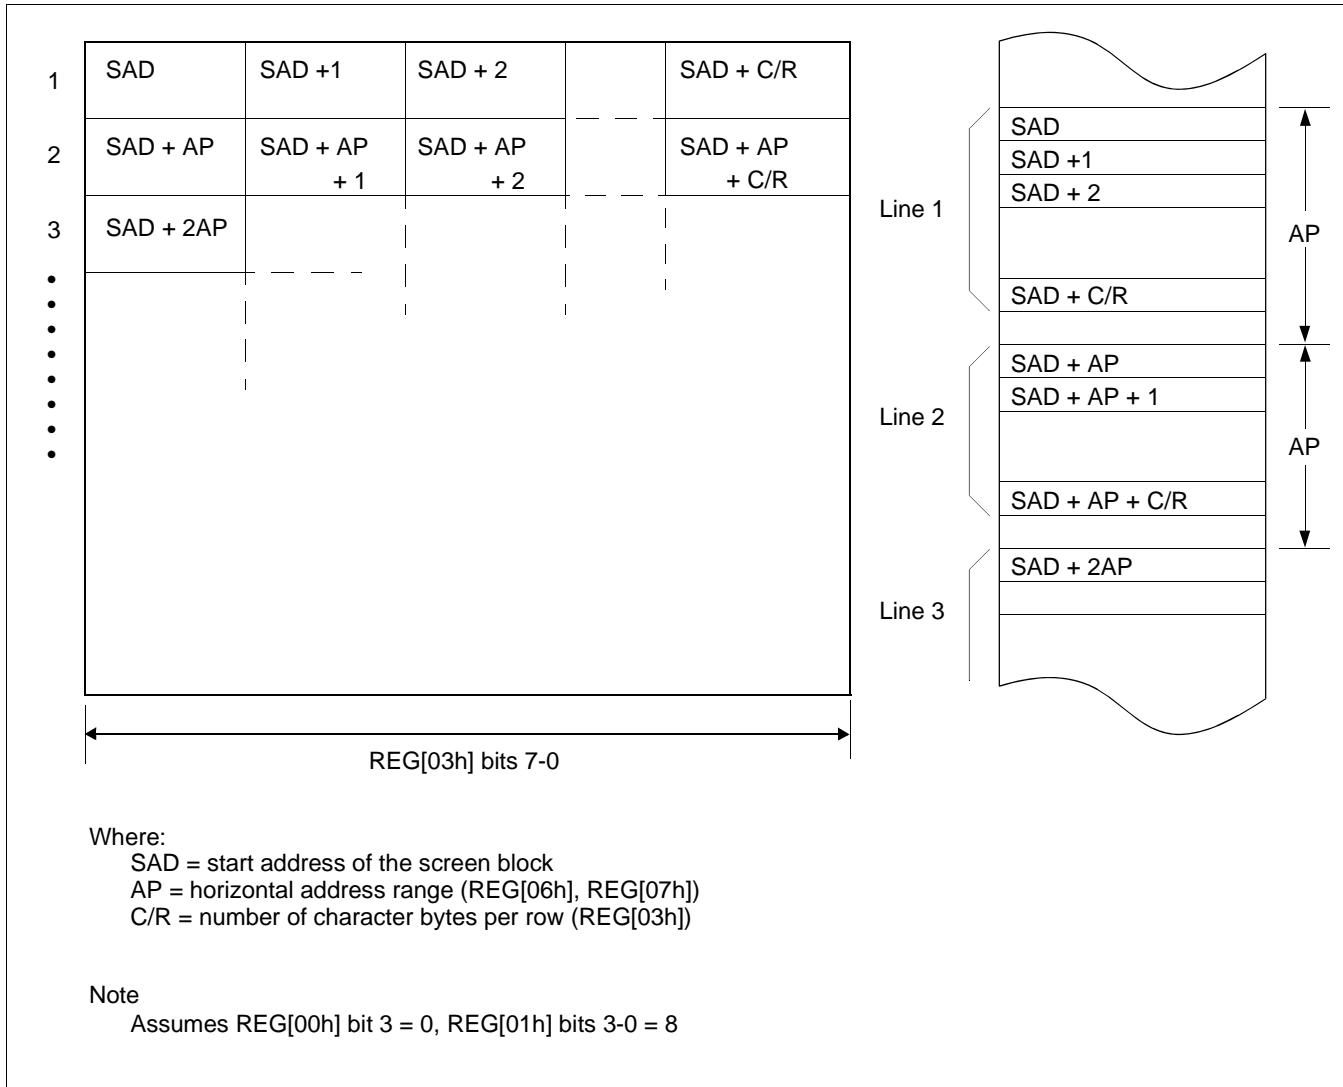 1 SAD SAD +1 SAD + 2 SAD + C/R
2 SAD + AP SAD + AP SAD + AP SAD + AP
+ 1 + 2 + C/R
3 SAD + 2AP
REG[03h] bits 7-0
Line 1
SAD
SAD +1
SAD + 2
SAD + C/R
AP
Line 2
SAD + AP
SAD + AP + 1
SAD + AP + C/R
AP
Line 3
SAD + 2AP
Where:
SAD = start address of the screen block
AP = horizontal address range (REG[06h], REG[07h])
C/R = number of character bytes per row (REG[03h])
Note
Assumes REG[00h] bit 3 = 0, REG[01h] bits 3-0 = 8